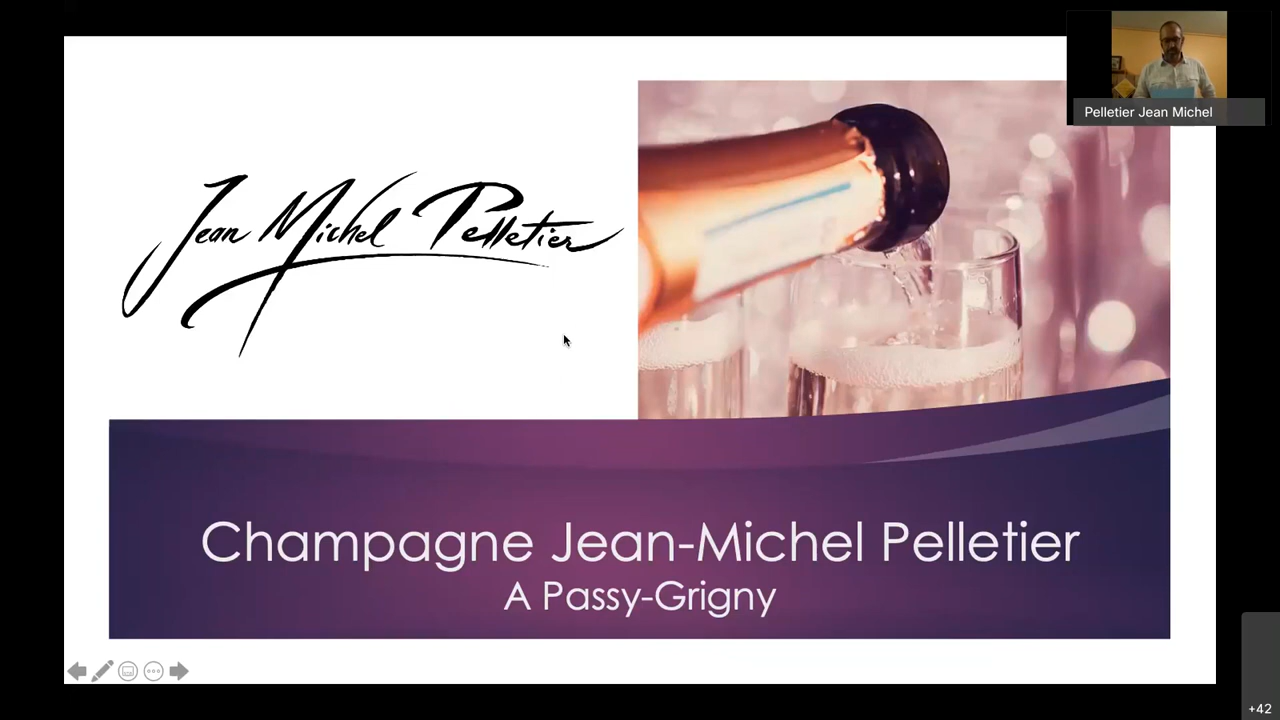 Pelletier Jean Michel
Jean Michel Pelletier
Champagne Jean-Michel Pelletier
A Passy-Grigny
+42